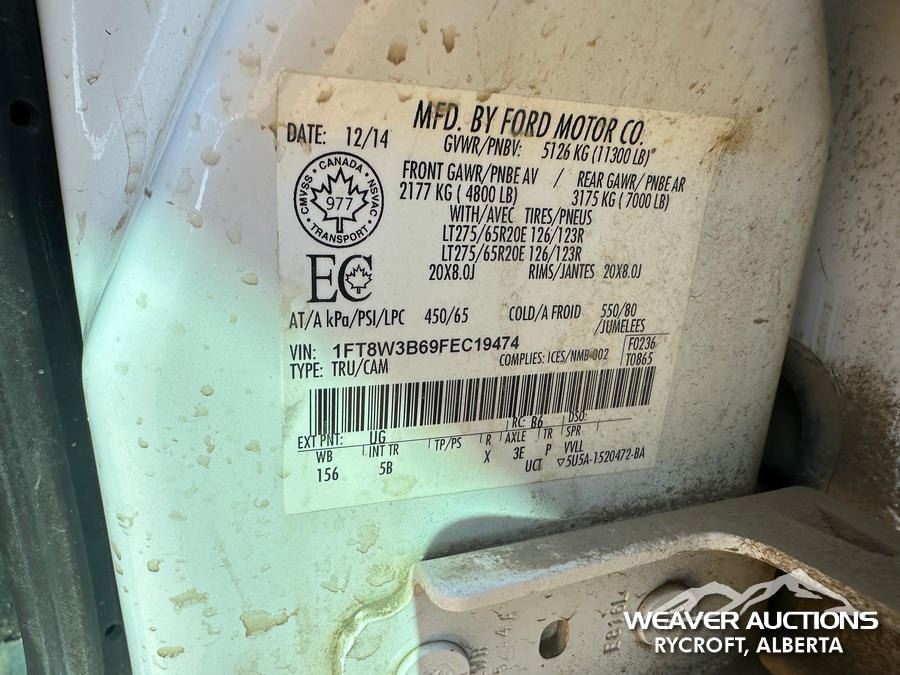 MFD. BY FORD MOTOR CO.
DATE: 12/14
GVWR/PNBV: 5126 KG (11300 LB)
FRONT GAWR/PNBE AV / REAR GAWR/ PNBE AR
2177 KG ( 4800 LB) 3175 KG ( 7000 LB)
WITH/AVEC TIRES/PNEUS
LT275/65R20E 126/123R
LT275/65R20E 126/123R
20X8.0J RIMS/JANTES 20X8.0J
CMVSS · CANADA · NSVAC
977
TRANSPORT
EC
AT/A kPa/PSI/LPC 450/65 COLD/A FROID 550/80
/JUMELEES
VIN: 1FT8W3B69FEC19474
F0236
TYPE: TRU/CAM
COMPLIES: ICES/NMB-002
T0865
RC: B6 DSO:
EXT PNT: UG
WB INT TR TP/PS R AXLE TR SPR
156 5B X 3E P VVLL
UCT ▽5U5A-1520472-BA
WEAVER AUCTIONS
RYCROFT, ALBERTA